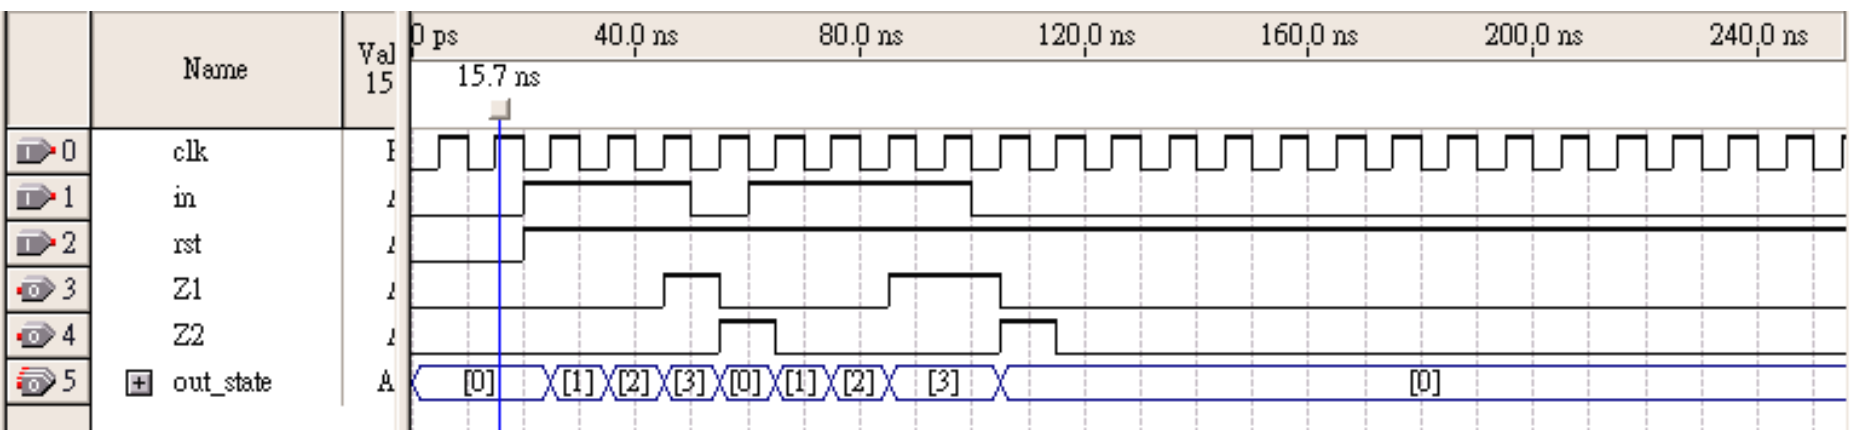 Name
Val
15
0 ps
40.0 ns
80.0 ns
120.0 ns
160.0 ns
200.0 ns
240.0 ns
15.7 ns
0 clk
1 in
2 rst
3 Z1
4 Z2
5 out_state A [0] [1] [2] [3] [0] [1] [2] [3] [0]